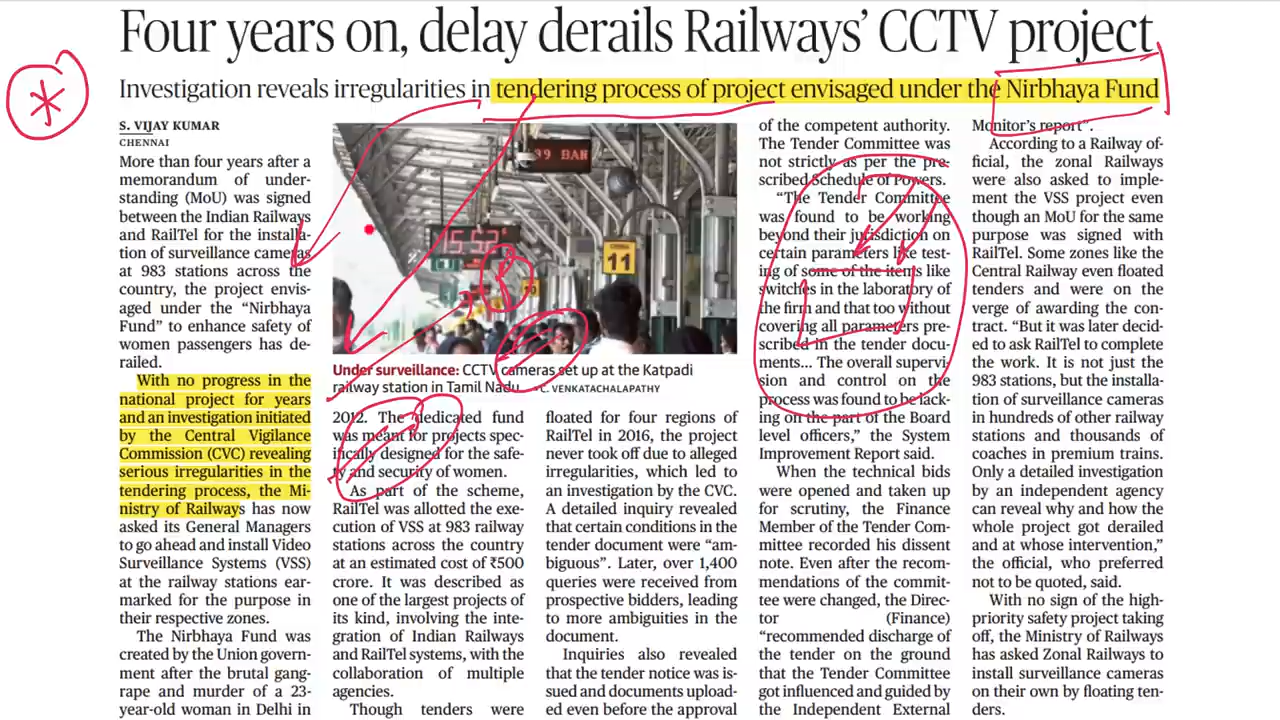 Four years on, delay derails Railways’ CCTV project
Investigation reveals irregularities in tendering process of project envisaged under the Nirbhaya Fund
S. VIJAY KUMAR
CHENNAI
More than four years after a
memorandum of under-
standing (MoU) was signed
between the Indian Railways
and RailTel for the installa-
tion of surveillance cameras
at 983 stations across the
country, the project envis-
aged under the “Nirbhaya
Fund” to enhance safety of
women passengers has de-
railed.
With no progress in the
national project for years
and an investigation initiated
by the Central Vigilance
Commission (CVC) revealing
serious irregularities in the
tendering process, the Mi-
nistry of Railways has now
asked its General Managers
to go ahead and install Video
Surveillance Systems (VSS)
at the railway stations ear-
marked for the purpose in
their respective zones.
The Nirbhaya Fund was
created by the Union govern-
ment after the brutal gang-
rape and murder of a 23-
year-old woman in Delhi in
39 BAN
15 52
11
Under surveillance: CCTV cameras set up at the Katpadi
railway station in Tamil Nadu. C. VENKATACHALAPATHY
2012. The dedicated fund
was meant for projects spec-
ifically designed for the safe-
ty and security of women.
As part of the scheme,
RailTel was allotted the exe-
cution of VSS at 983 railway
stations across the country
at an estimated cost of ₹500
crore. It was described as
one of the largest projects of
its kind, involving the inte-
gration of Indian Railways
and RailTel systems, with the
collaboration of multiple
agencies.
Though tenders were
floated for four regions of
RailTel in 2016, the project
never took off due to alleged
irregularities, which led to
an investigation by the CVC.
A detailed inquiry revealed
that certain conditions in the
tender document were “am-
biguous”. Later, over 1,400
queries were received from
prospective bidders, leading
to more ambiguities in the
document.
Inquiries also revealed
that the tender notice was is-
sued and documents upload-
ed even before the approval
of the competent authority.
The Tender Committee was
not strictly as per the pre-
scribed Schedule of Powers.
“The Tender Committee
was found to be working
beyond their jurisdiction on
certain parameters like test-
ing of some of the items like
switches in the laboratory of
the firm and that too without
covering all parameters pre-
scribed in the tender docu-
ments... The overall supervi-
sion and control on the
process was found to be lack-
ing on the part of the Board
level officers,” the System
Improvement Report said.
When the technical bids
were opened and taken up
for scrutiny, the Finance
Member of the Tender Com-
mittee recorded his dissent
note. Even after the recom-
mendations of the commit-
tee were changed, the Direc-
tor (Finance)
“recommended discharge of
the tender on the ground
that the Tender Committee
got influenced and guided by
the Independent External
Monitor’s report”.
According to a Railway of-
ficial, the zonal Railways
were also asked to imple-
ment the VSS project even
though an MoU for the same
purpose was signed with
RailTel. Some zones like the
Central Railway even floated
tenders and were on the
verge of awarding the con-
tract. “But it was later decid-
ed to ask RailTel to complete
the work. It is not just the
983 stations, but the installa-
tion of surveillance cameras
in hundreds of other railway
stations and thousands of
coaches in premium trains.
Only a detailed investigation
by an independent agency
can reveal why and how the
whole project got derailed
and at whose intervention,”
the official, who preferred
not to be quoted, said.
With no sign of the high-
priority safety project taking
off, the Ministry of Railways
has asked Zonal Railways to
install surveillance cameras
on their own by floating ten-
ders.